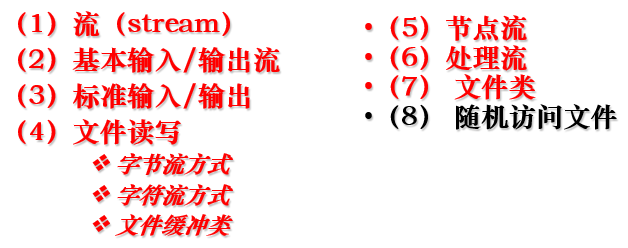 （1）流（stream）
（2）基本输入/输出流
（3）标准输入/输出
（4）文件读写
❖ 字节流方式
❖ 字符流方式
❖ 文件缓冲类
• （5）节点流
• （6）处理流
• （7） 文件类
• （8） 随机访问文件